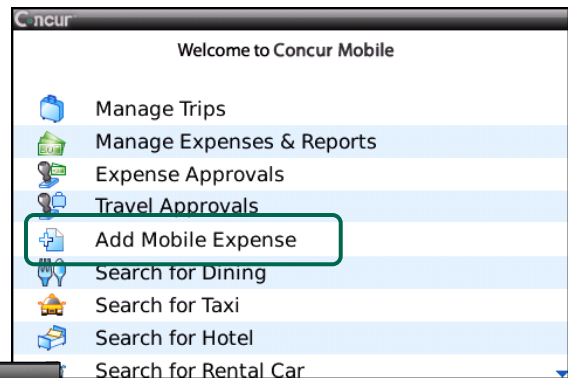 Concur
Welcome to Concur Mobile
Manage Trips
Manage Expenses & Reports
Expense Approvals
Travel Approvals
Add Mobile Expense
Search for Dining
Search for Taxi
Search for Hotel
Search for Rental Car